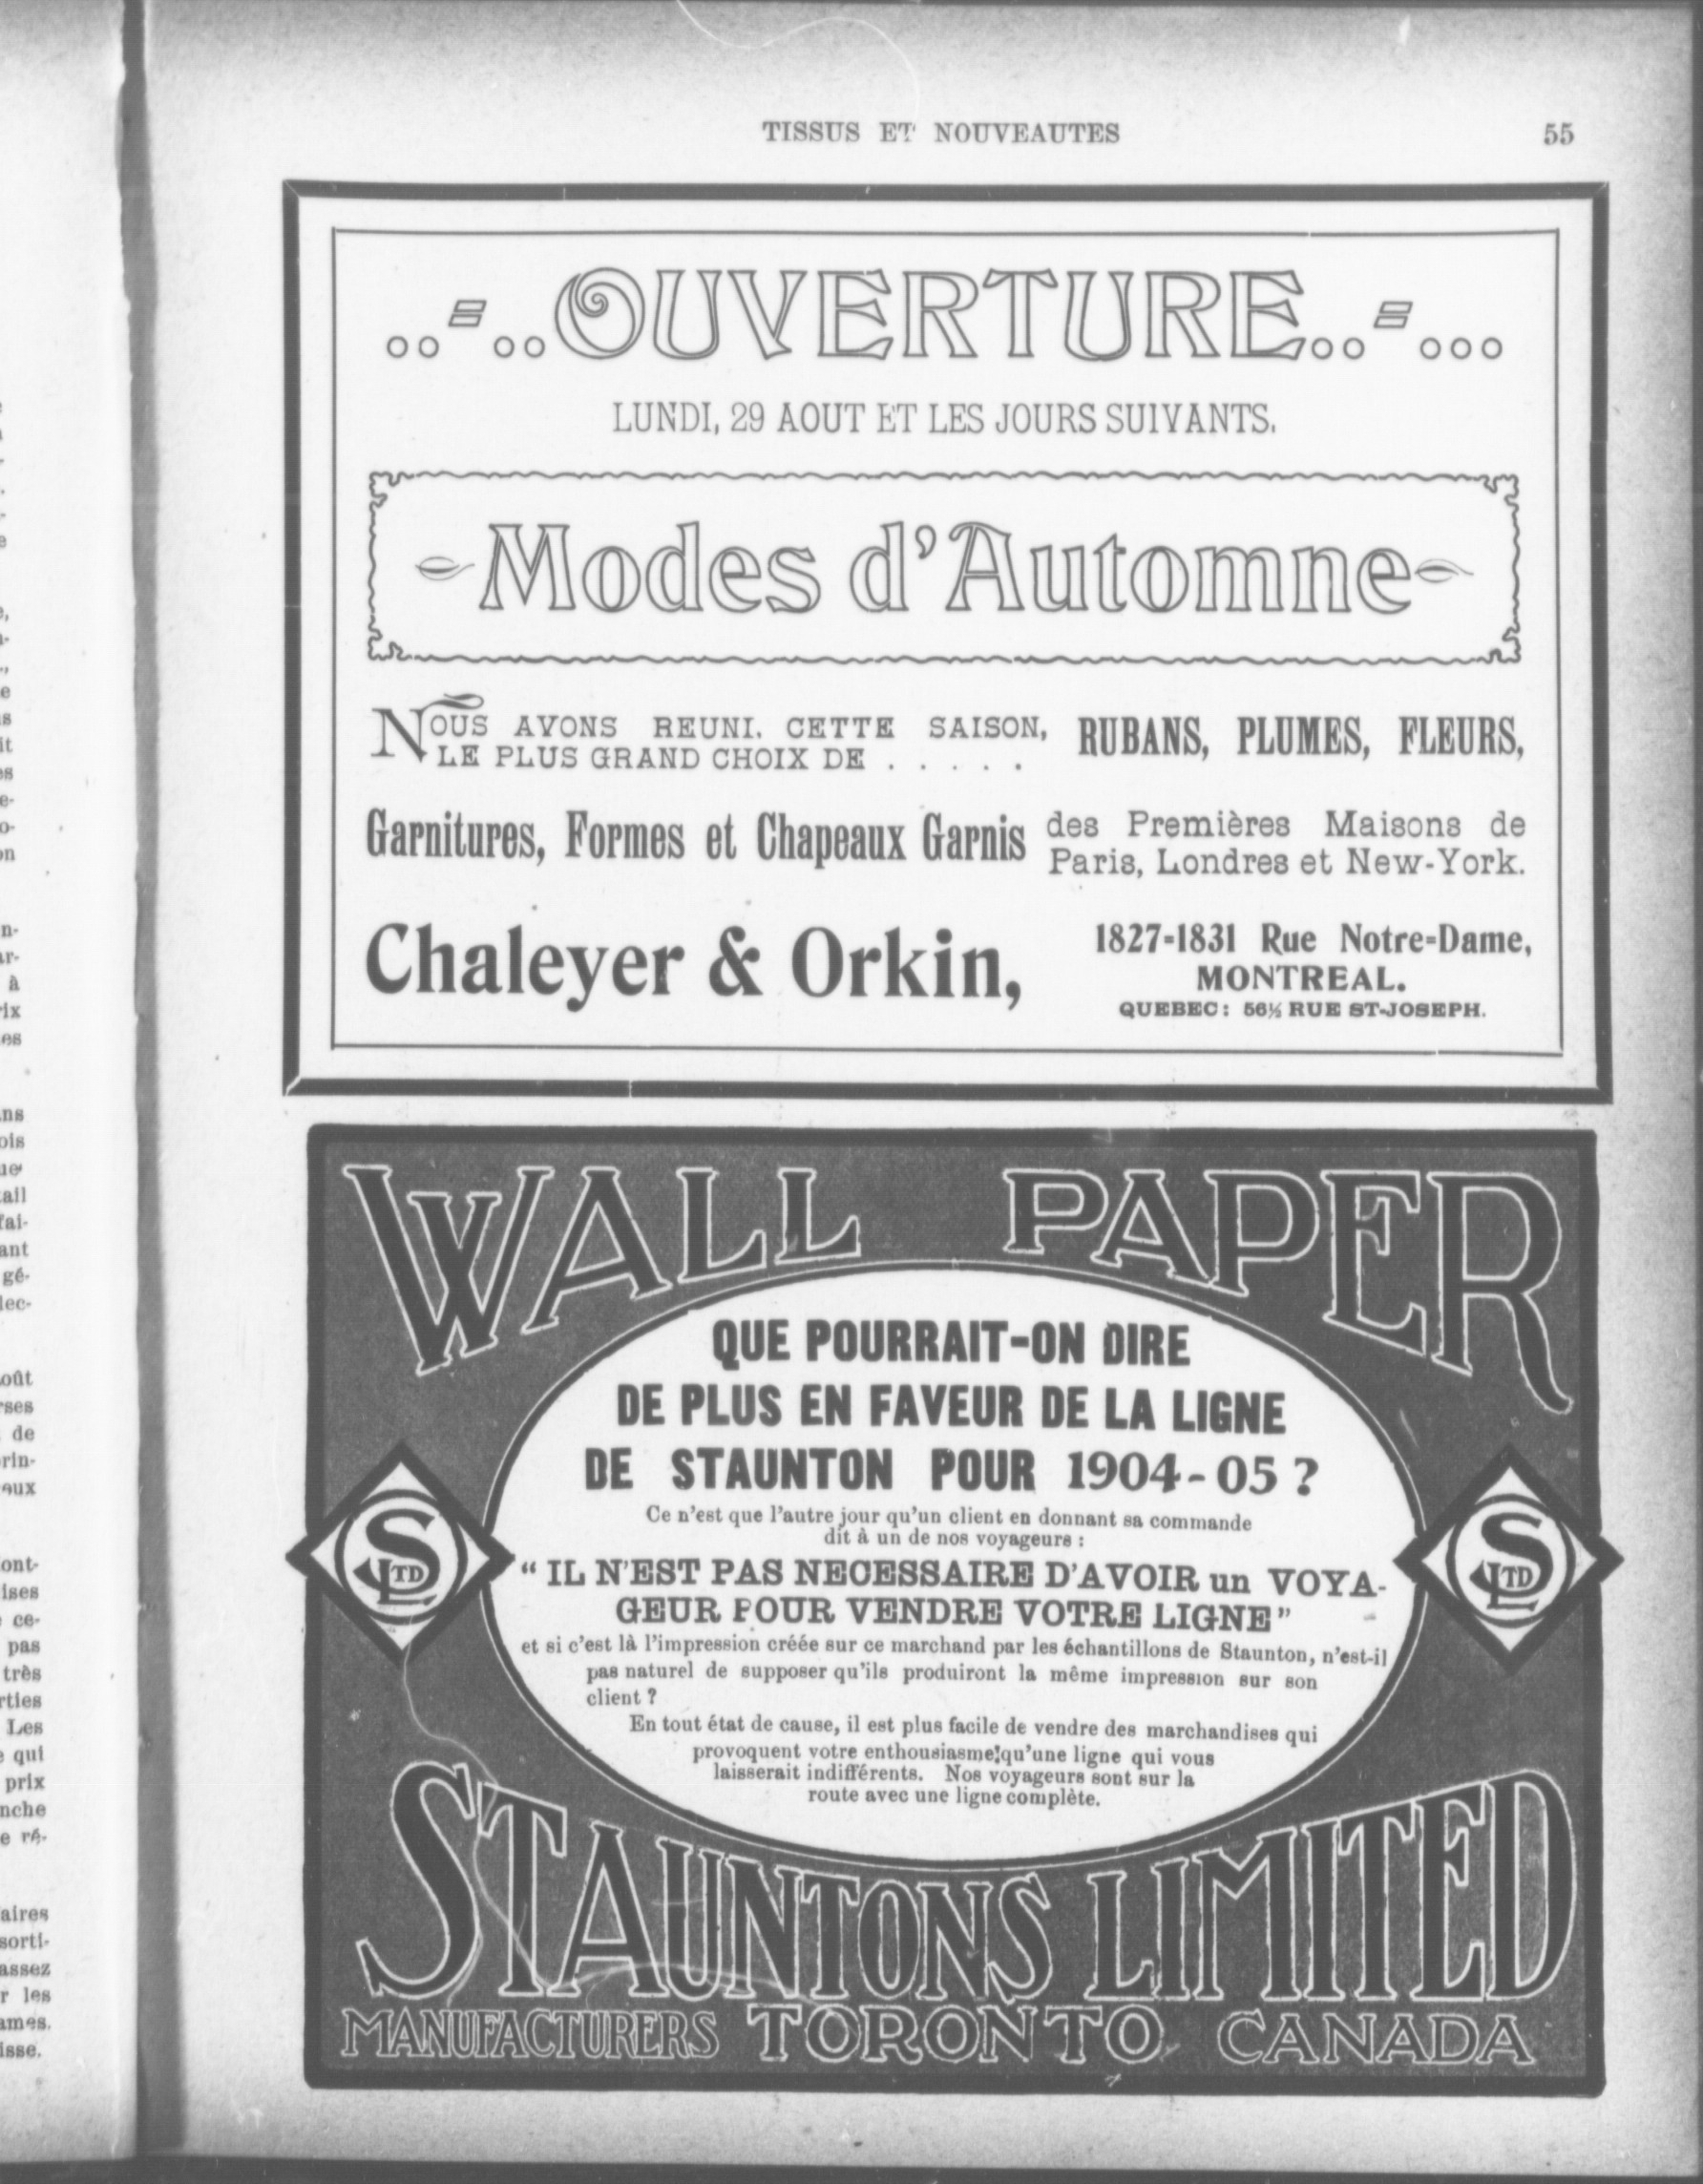 TISSUS ET NOUVEAUTES 55
..=..OUVERTURE..=...
LUNDI, 29 AOUT ET LES JOURS SUIVANTS.
Modes d'Automne
NOUS AVONS REUNI. CETTE SAISON,
LE PLUS GRAND CHOIX DE . . . . .
RUBANS, PLUMES, FLEURS,
Garnitures, Formes et Chapeaux Garnis
des Premières Maisons de
Paris, Londres et New-York.
Chaleyer & Orkin,
1827-1831 Rue Notre-Dame,
MONTREAL.
QUEBEC: 56½ RUE ST-JOSEPH.
WALL PAPER
QUE POURRAIT-ON DIRE
DE PLUS EN FAVEUR DE LA LIGNE
DE STAUNTON POUR 1904-05 ?
Ce n'est que l'autre jour qu'un client en donnant sa commande
dit à un de nos voyageurs :
" IL N'EST PAS NECESSAIRE D'AVOIR un VOYA-
GEUR POUR VENDRE VOTRE LIGNE"
et si c'est là l'impression créée sur ce marchand par les échantillons de Staunton, n'est-il
pas naturel de supposer qu'ils produiront la même impression sur son
client ?
En tout état de cause, il est plus facile de vendre des marchandises qui
provoquent votre enthousiasme qu'une ligne qui vous
laisserait indifférents. Nos voyageurs sont sur la
route avec une ligne complète.
S LTD
S LTD
STAUNTONS LIMITED
MANUFACTURERS TORONTO CANADA